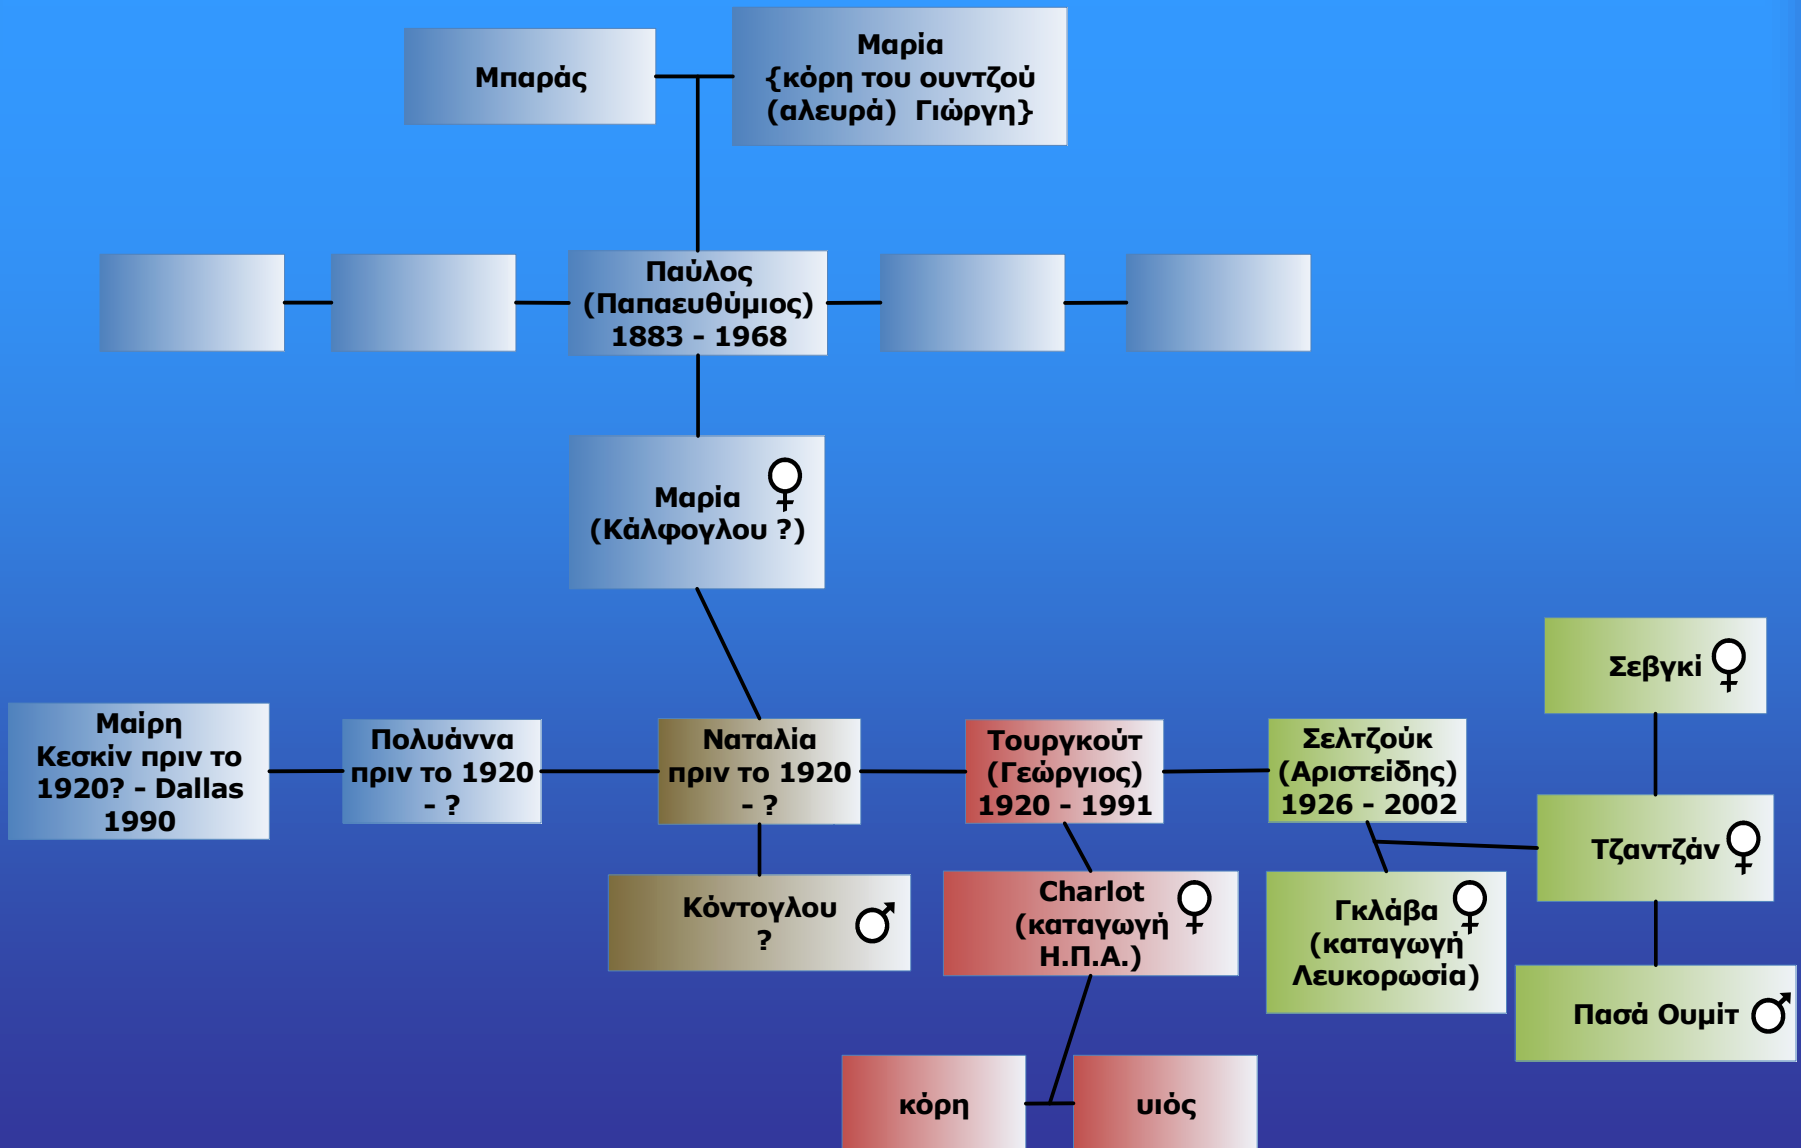 Μπαράς
Μαρία
{κόρη του ουντζού
(αλευρά) Γιώργη}
Παύλος
(Παπαευθύμιος)
1883 - 1968
Μαρία
(Κάλφογλου ?)
Μαίρη
Κεσκίν πριν το
1920? - Dallas
1990
Πολυάννα
πριν το 1920
- ?
Ναταλία
πριν το 1920
- ?
Τουργκούτ
(Γεώργιος)
1920 - 1991
Σελτζούκ
(Αριστείδης)
1926 - 2002
Σεβγκί
Τζαντζάν
Κόντογλου
?
Charlot
(καταγωγή
Η.Π.Α.)
Γκλάβα
(καταγωγή
Λευκορωσία)
Πασά Ουμίτ
κόρη
υιός